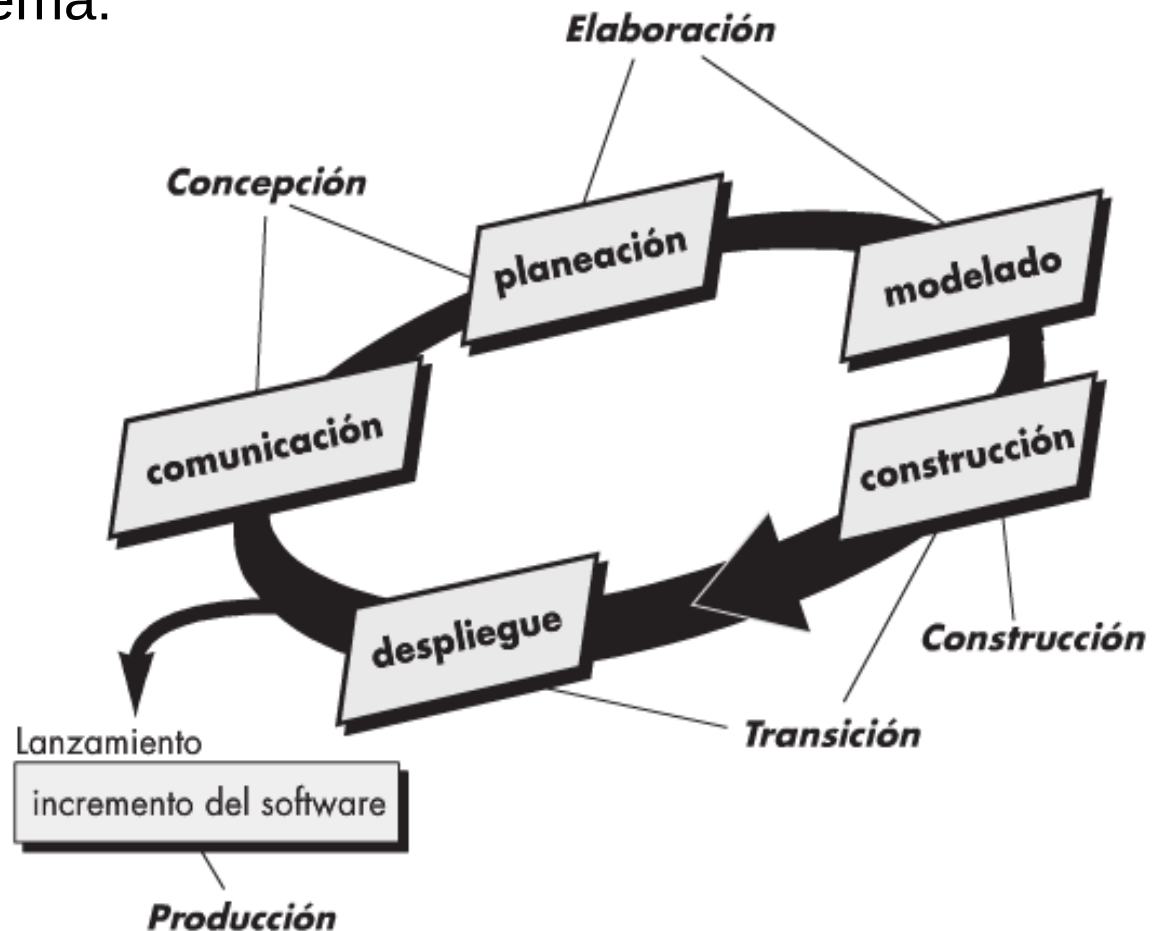 ema.
Elaboración
Concepción
planeación
modelado
comunicación
construcción
despliegue
Construcción
Transición
Lanzamiento
incremento del software
Producción